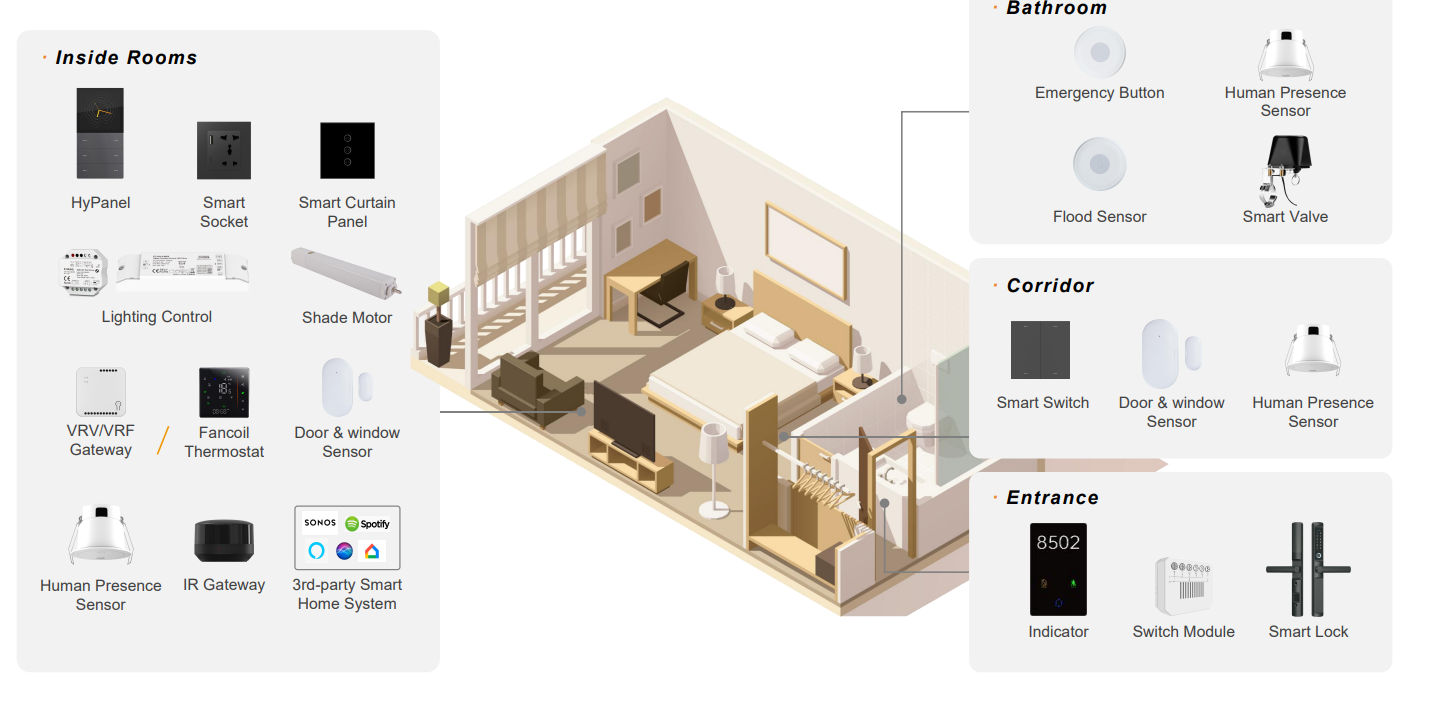 · Inside Rooms
HyPanel
Smart
Socket
Smart Curtain
Panel
Lighting Control
Shade Motor
VRV/VRF
Gateway
/
Fancoil
Thermostat
Door & window
Sensor
Human Presence
Sensor
IR Gateway
SONOS
Spotify
3rd-party Smart
Home System
· Bathroom
Emergency Button
Human Presence
Sensor
Flood Sensor
Smart Valve
· Corridor
Smart Switch
Door & window
Sensor
Human Presence
Sensor
· Entrance
8502
Indicator
Switch Module
Smart Lock